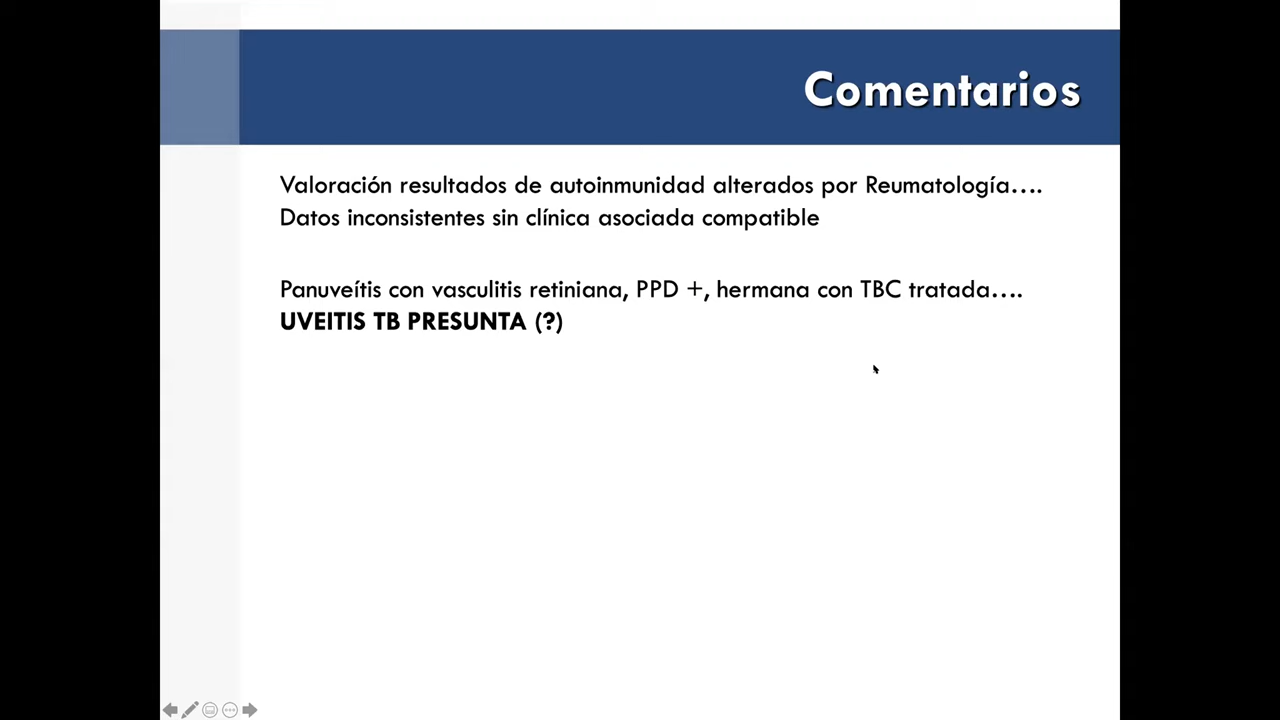 Comentarios
Valoración resultados de autoinmunidad alterados por Reumatología....
Datos inconsistentes sin clínica asociada compatible
Panuveítis con vasculitis retiniana, PPD +, hermana con TBC tratada....
UVEITIS TB PRESUNTA (?)